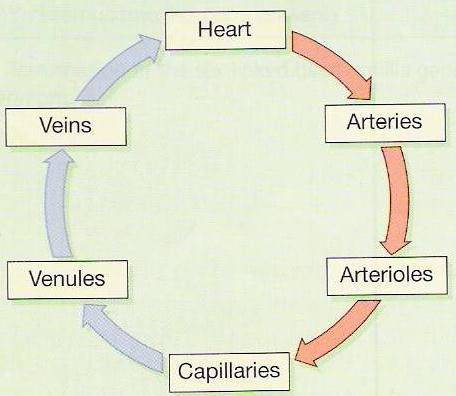 Heart
Arteries
Arterioles
Capillaries
Venules
Veins